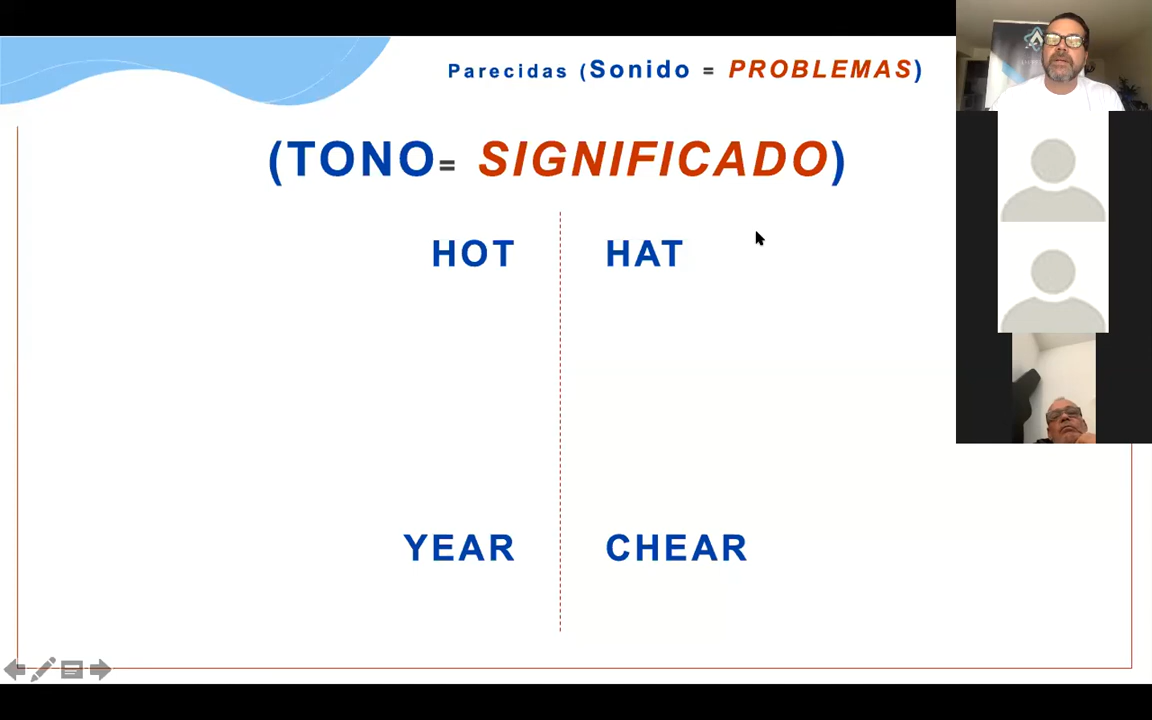 Parecidas (Sonido = PROBLEMAS)
(TONO= SIGNIFICADO)
HOT HAT
YEAR CHEAR